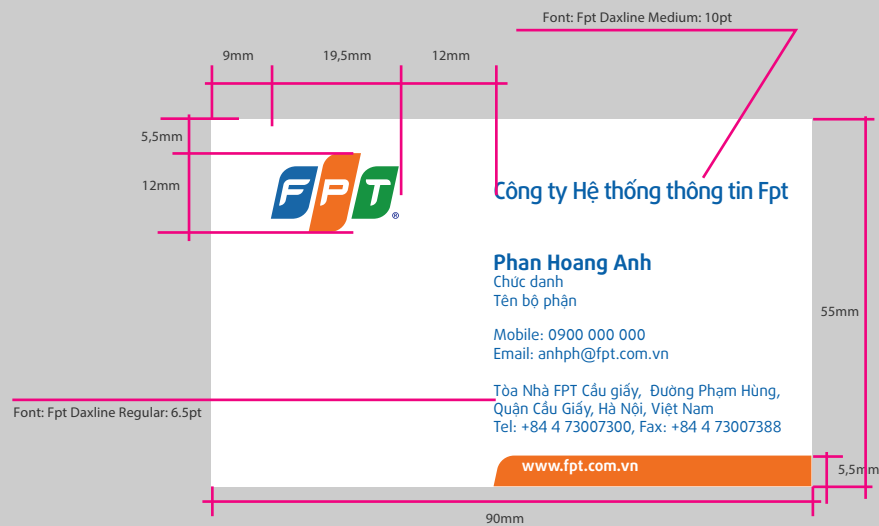 Font: Fpt Daxline Medium: 10pt
9mm
19,5mm
12mm
5,5mm
12mm
FPT®
Công ty Hệ thống thông tin Fpt
Phan Hoang Anh
Chức danh
Tên bộ phận
55mm
Mobile: 0900 000 000
Email: anhph@fpt.com.vn
Tòa Nhà FPT Cầu giấy, Đường Phạm Hùng,
Font: Fpt Daxline Regular: 6.5pt
Quận Cầu Giấy, Hà Nội, Việt Nam
Tel: +84 4 73007300, Fax: +84 4 73007388
www.fpt.com.vn
5,5mm
90mm